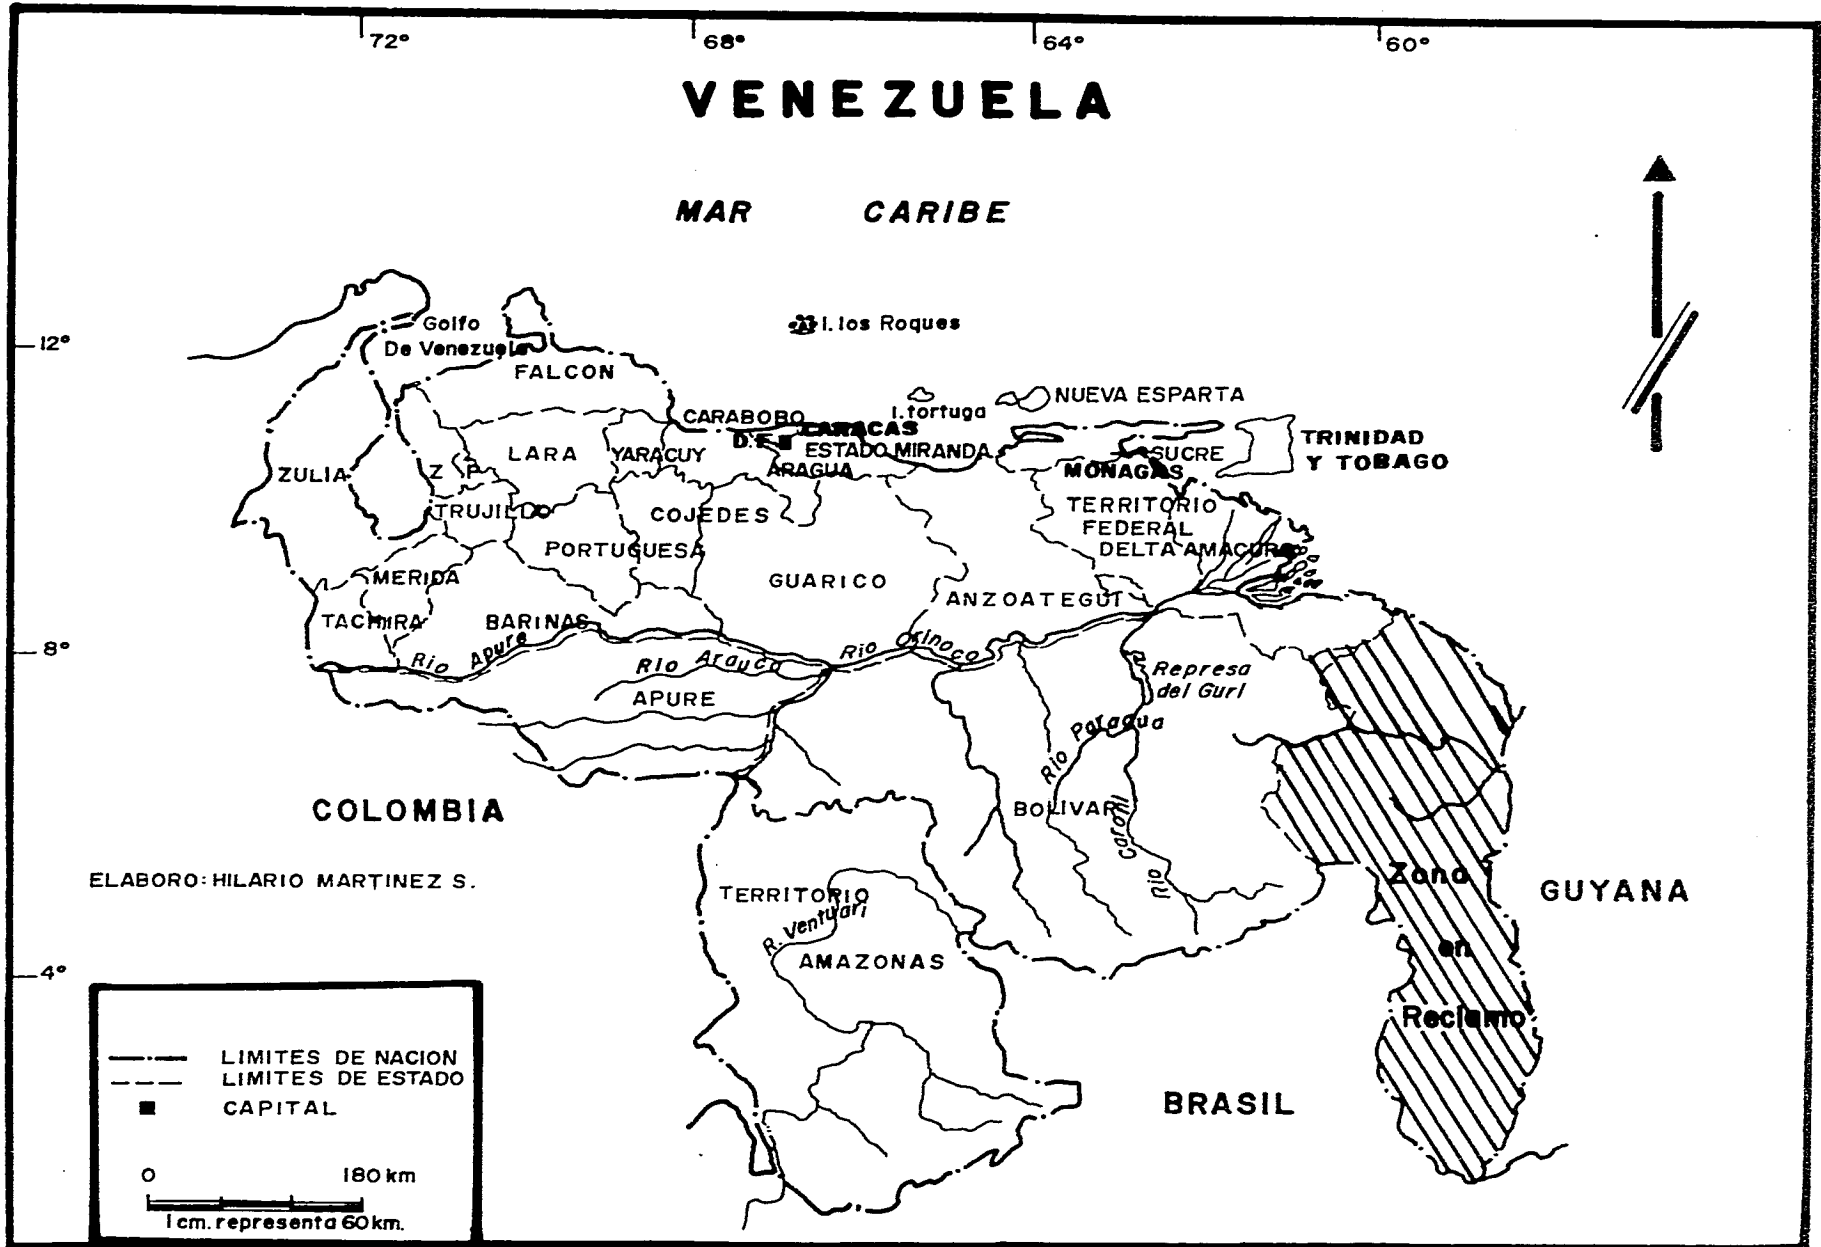 72° 68° 64° 60°
VENEZUELA
MAR CARIBE
12°
8°
4°
Golfo
De Venezuela
I. los Roques
FALCON
I. tortuga
NUEVA ESPARTA
CARABOBO
D.F.
CARACAS
ESTADO MIRANDA
ARAGUA
LARA
YARACUY
ZULIA
Z
SUCRE
MONAGAS
TRINIDAD
Y TOBAGO
TRUJILLO
COJEDES
PORTUGUESA
TERRITORIO
FEDERAL
DELTA AMACURO
MERIDA
GUARICO
ANZOATEGUI
TACHIRA
BARINAS
Rio Apure
Rio Arauca
Rio Orinoco
APURE
Represa
del Guri
Rio Paragua
BOLIVAR
Rio Caroni
COLOMBIA
ELABORO: HILARIO MARTINEZ S.
TERRITORIO
R. Ventuari
AMAZONAS
Zona
en
Reclamo
GUYANA
BRASIL
LIMITES DE NACION
LIMITES DE ESTADO
CAPITAL
0 180 km
1 cm. representa 60 km.